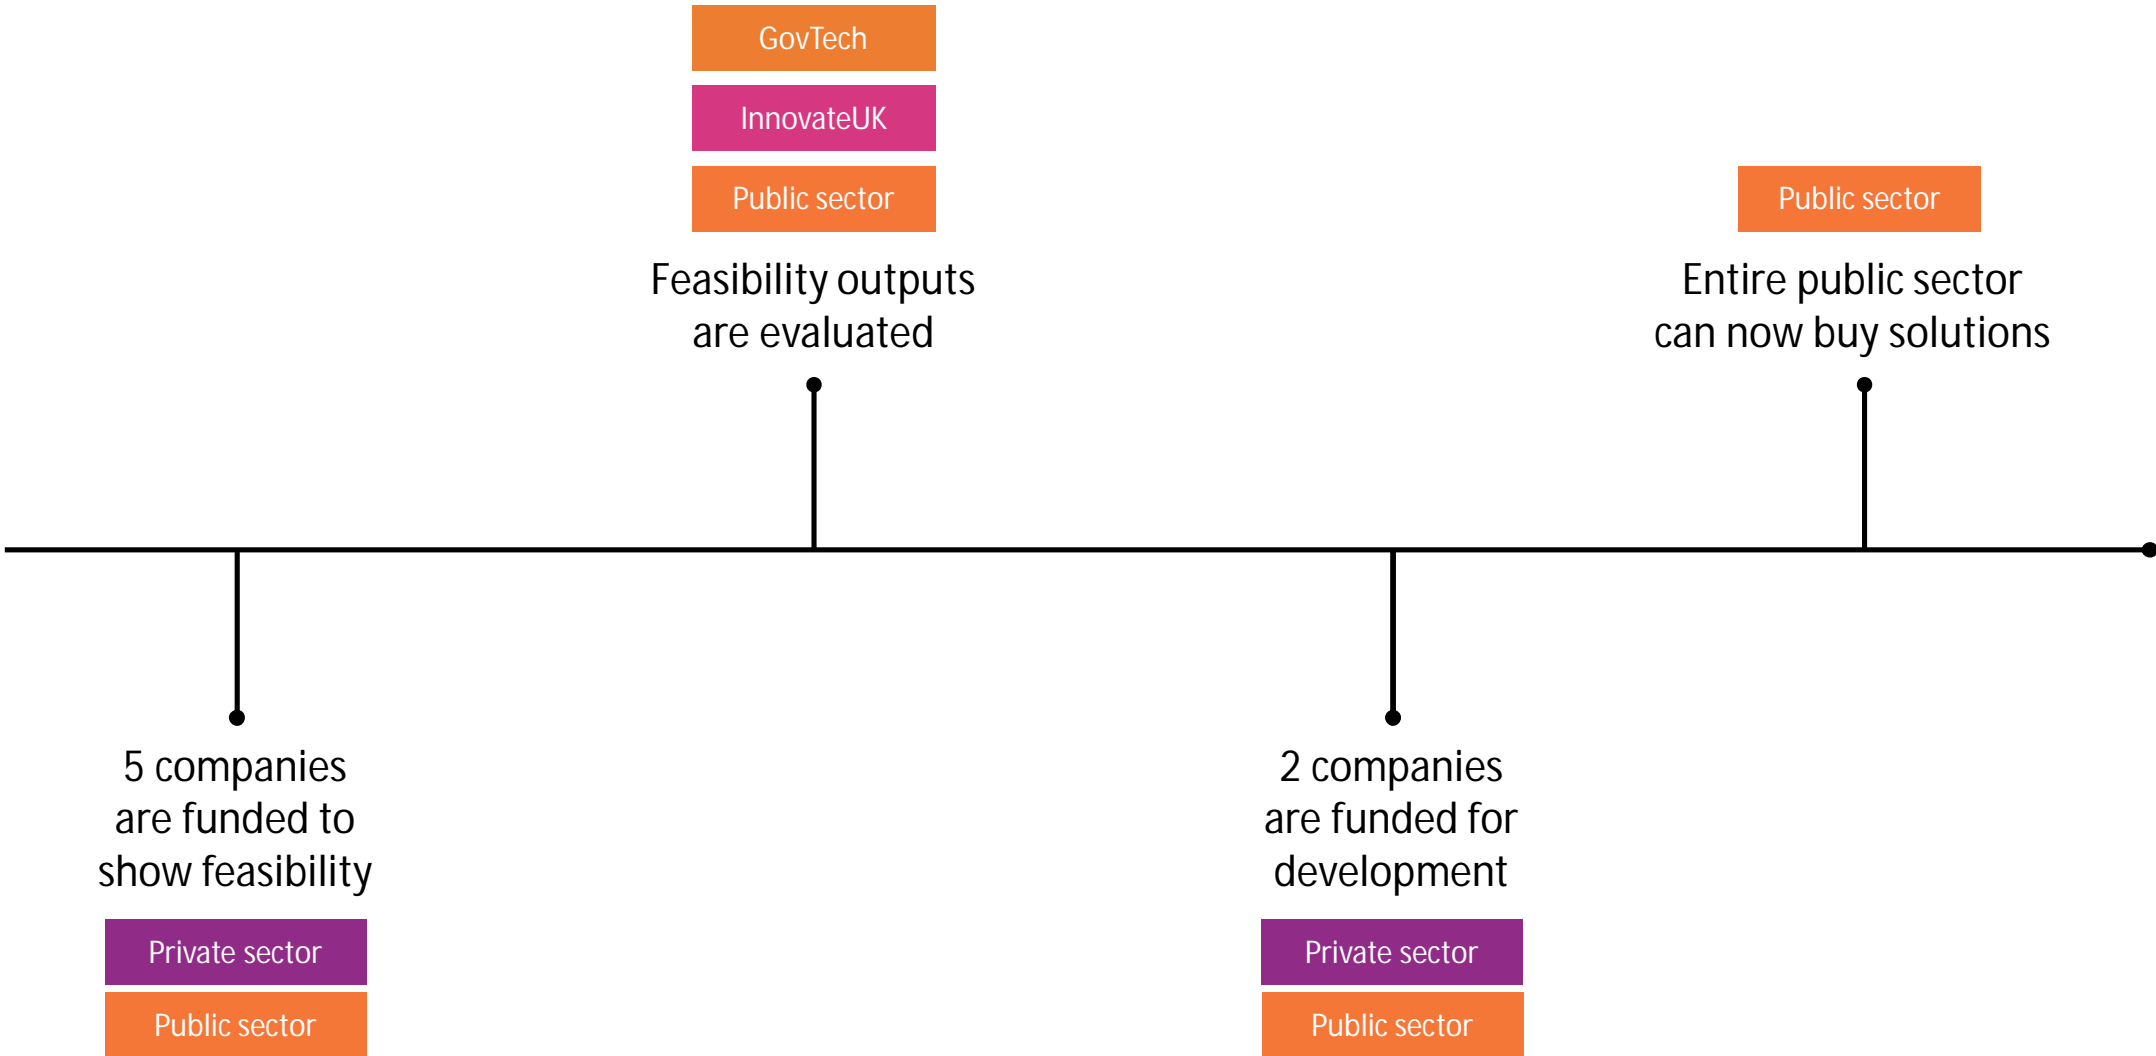 GovTech
InnovateUK
Public sector
Feasibility outputs
are evaluated
Public sector
Entire public sector
can now buy solutions
5 companies
are funded to
show feasibility
Private sector
Public sector
2 companies
are funded for
development
Private sector
Public sector